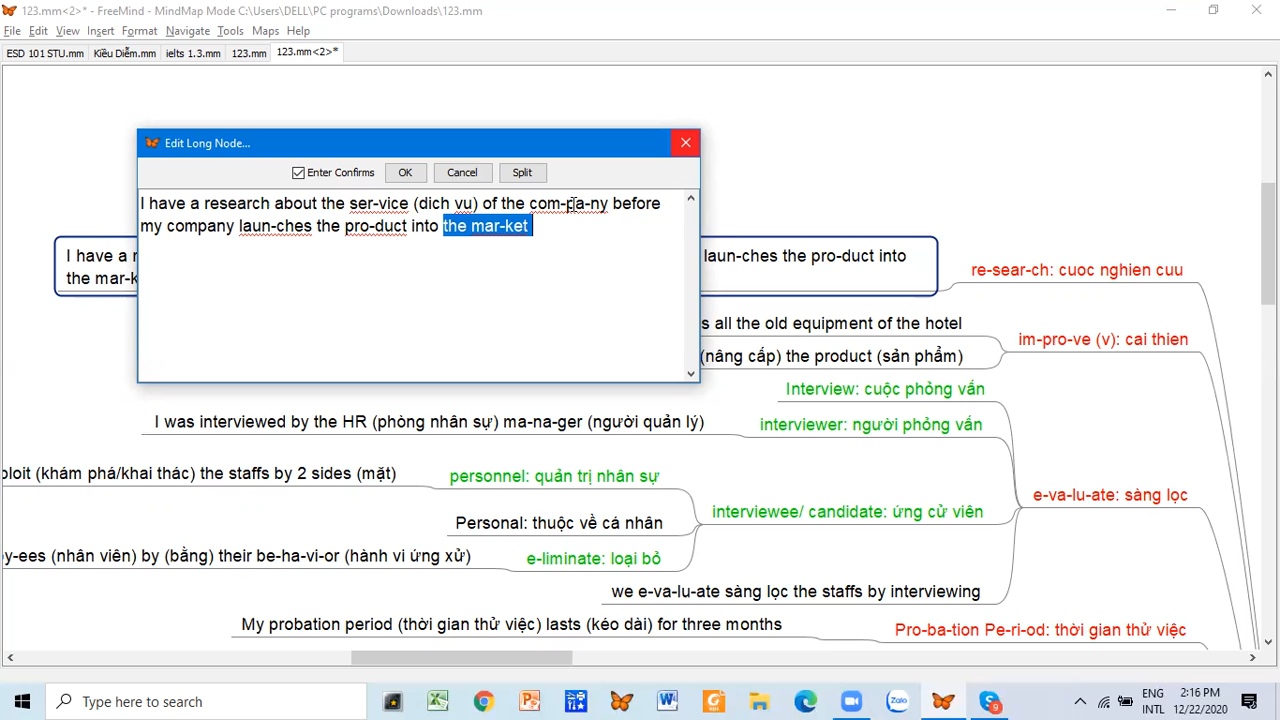 123.mm<2>* - FreeMind - MindMap Mode C:\Users\DELL\PC programs\Downloads\123.mm
File Edit View Insert Format Navigate Tools Maps Help
ESD 101 STU.mm Kiều Diễm.mm ielts 1.3.mm 123.mm 123.mm<2>*
Edit Long Node...
Enter Confirms OK Cancel Split
I have a research about the ser-vice (dich vu) of the com-pa-ny before
my company laun-ches the pro-duct into the mar-ket
I have a laun-ches the pro-duct into
the mar-k
re-sear-ch: cuoc nghien cuu
s all the old equipment of the hotel
(nâng cấp) the product (sản phẩm)
im-pro-ve (v): cai thien
Interview: cuộc phỏng vấn
I was interviewed by the HR (phòng nhân sự) ma-na-ger (người quản lý)
interviewer: người phỏng vấn
ploit (khám phá/khai thác) the staffs by 2 sides (mặt)
personnel: quản trị nhân sự
e-va-lu-ate: sàng lọc
Personal: thuộc về cá nhân
interviewee/ candidate: ứng cử viên
oy-ees (nhân viên) by (bằng) their be-ha-vi-or (hành vi ứng xử)
e-liminate: loại bỏ
we e-va-lu-ate sàng lọc the staffs by interviewing
My probation period (thời gian thử việc) lasts (kéo dài) for three months
Pro-ba-tion Pe-ri-od: thời gian thử việc
Type here to search
Zalo
9
ENG
INTL
2:16 PM
12/22/2020